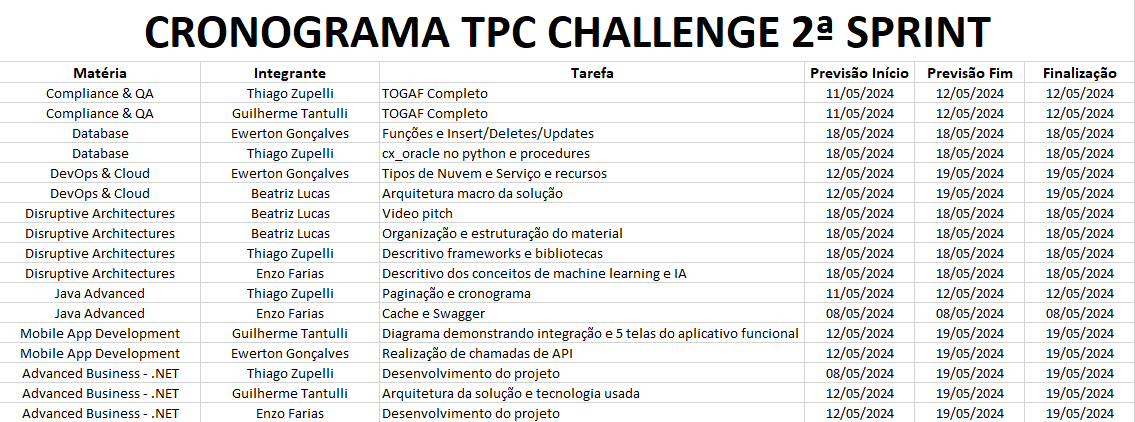 CRONOGRAMA TPC CHALLENGE 2ª SPRINT
Matéria Integrante Tarefa Previsão Início Previsão Fim Finalização
Compliance & QA Thiago Zupelli TOGAF Completo 11/05/2024 12/05/2024 12/05/2024
Compliance & QA Guilherme Tantulli TOGAF Completo 11/05/2024 12/05/2024 12/05/2024
Database Ewerton Gonçalves Funções e Insert/Deletes/Updates 18/05/2024 18/05/2024 18/05/2024
Database Thiago Zupelli cx_oracle no python e procedures 18/05/2024 18/05/2024 18/05/2024
DevOps & Cloud Ewerton Gonçalves Tipos de Nuvem e Serviço e recursos 12/05/2024 19/05/2024 19/05/2024
DevOps & Cloud Beatriz Lucas Arquitetura macro da solução 12/05/2024 19/05/2024 19/05/2024
Disruptive Architectures Beatriz Lucas Video pitch 18/05/2024 18/05/2024 18/05/2024
Disruptive Architectures Beatriz Lucas Organização e estruturação do material 18/05/2024 18/05/2024 18/05/2024
Disruptive Architectures Thiago Zupelli Descritivo frameworks e bibliotecas 18/05/2024 18/05/2024 18/05/2024
Disruptive Architectures Enzo Farias Descritivo dos conceitos de machine learning e IA 18/05/2024 18/05/2024 18/05/2024
Java Advanced Thiago Zupelli Paginação e cronograma 11/05/2024 12/05/2024 12/05/2024
Java Advanced Enzo Farias Cache e Swagger 08/05/2024 08/05/2024 08/05/2024
Mobile App Development Guilherme Tantulli Diagrama demonstrando integração e 5 telas do aplicativo funcional 12/05/2024 19/05/2024 19/05/2024
Mobile App Development Ewerton Gonçalves Realização de chamadas de API 12/05/2024 19/05/2024 19/05/2024
Advanced Business - .NET Thiago Zupelli Desenvolvimento do projeto 08/05/2024 19/05/2024 19/05/2024
Advanced Business - .NET Guilherme Tantulli Arquitetura da solução e tecnologia usada 12/05/2024 19/05/2024 19/05/2024
Advanced Business - .NET Enzo Farias Desenvolvimento do projeto 12/05/2024 19/05/2024 19/05/2024